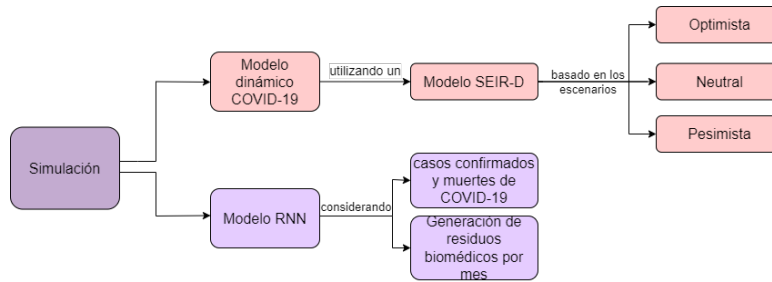 Simulación
Modelo
dinámico
COVID-19
utilizando un
Modelo SEIR-D
basado en los
escenarios
Optimista
Neutral
Pesimista
Modelo RNN
considerando
casos confirmados
y muertes de
COVID-19
Generación de
residuos
biomédicos por
mes